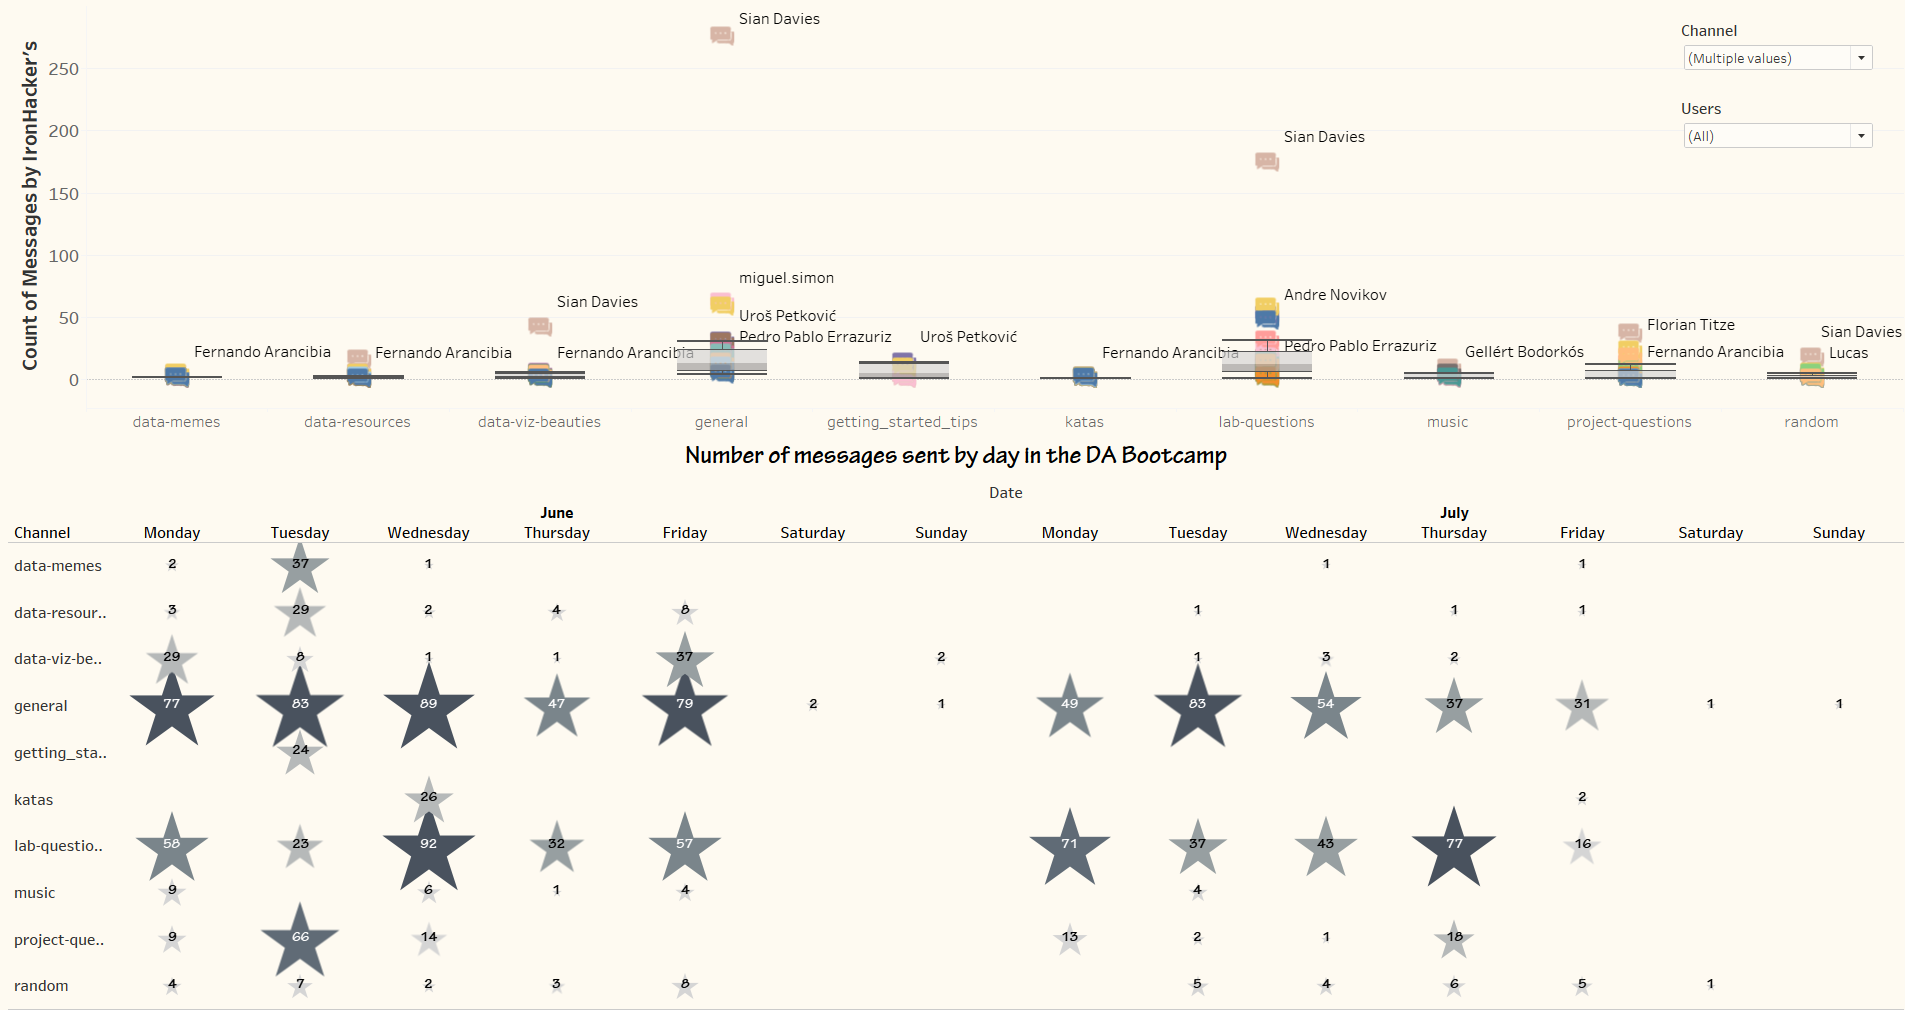 Sian Davies
Channel
(Multiple values)
Users
(All)
Count of Messages by IronHacker's
250
200
150
100
50
0
Sian Davies
miguel.simon
Andre Novikov
Sian Davies
Uroš Petković
Florian Titze
Sian Davies
Pedro Pablo Errazuriz
Uroš Petković
Fernando Arancibia
Fernando Arancibia
Fernando Arancibia
Fernando Arancibia
Pedro Pablo Errazuriz
Gellért Bodorkós
Fernando Arancibia
Lucas
data-memes data-resources data-viz-beauties general getting_started_tips katas lab-questions music project-questions random
Number of messages sent by day in the DA Bootcamp
Date
June July
Channel Monday Tuesday Wednesday Thursday Friday Saturday Sunday Monday Tuesday Wednesday Thursday Friday Saturday Sunday
data-memes 2 37 1 1 1
data-resour.. 3 29 2 4 8 1 1 1
data-viz-be.. 29 8 1 1 37 2 1 3 2
general 77 83 89 47 79 2 1 49 83 54 37 31 1 1
getting_sta.. 24
katas 26 2
lab-questio.. 58 23 92 32 57 71 37 43 77 16
music 9 6 1 4 4
project-que.. 9 66 14 13 2 1 18
random 4 7 2 3 8 5 4 6 5 1